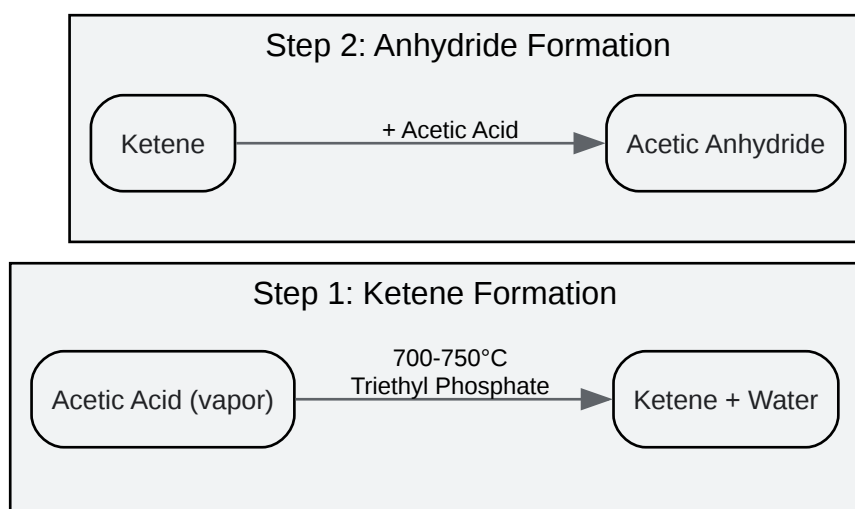 Step 2: Anhydride Formation
Ketene
+ Acetic Acid
Acetic Anhydride
Step 1: Ketene Formation
Acetic Acid (vapor)
700-750°C
Triethyl Phosphate
Ketene + Water